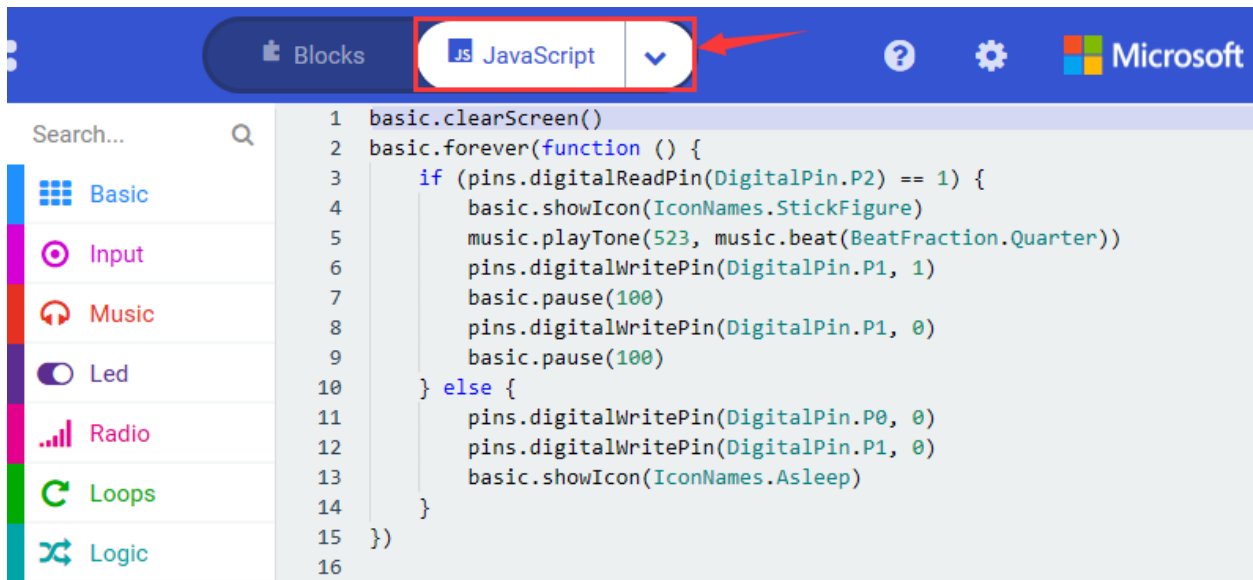 Blocks
JS JavaScript
?
Microsoft
Search...
Basic
Input
Music
Led
Radio
Loops
Logic
1 basic.clearScreen()
2 basic.forever(function () {
3     if (pins.digitalReadPin(DigitalPin.P2) == 1) {
4         basic.showIcon(IconNames.StickFigure)
5         music.playTone(523, music.beat(BeatFraction.Quarter))
6         pins.digitalWritePin(DigitalPin.P1, 1)
7         basic.pause(100)
8         pins.digitalWritePin(DigitalPin.P1, 0)
9         basic.pause(100)
10     } else {
11         pins.digitalWritePin(DigitalPin.P0, 0)
12         pins.digitalWritePin(DigitalPin.P1, 0)
13         basic.showIcon(IconNames.Asleep)
14     }
15 })
16